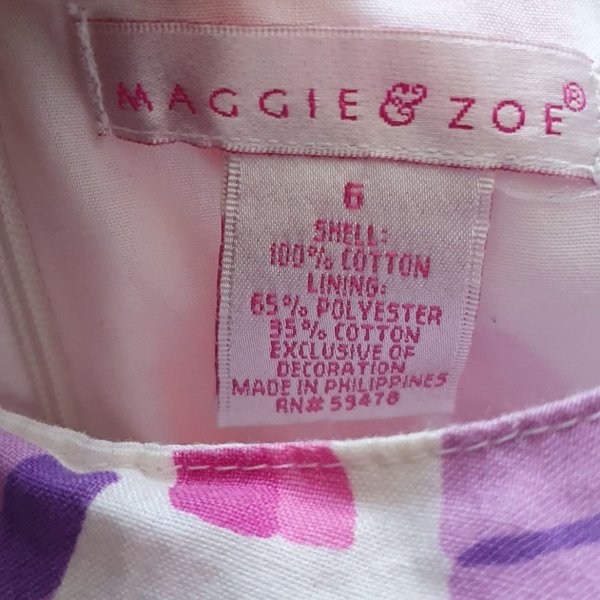 MAGGIE & ZOE®
6
SHELL:
100% COTTON
LINING:
65% POLYESTER
35% COTTON
EXCLUSIVE OF
DECORATION
MADE IN PHILIPPINES
RN# 59478